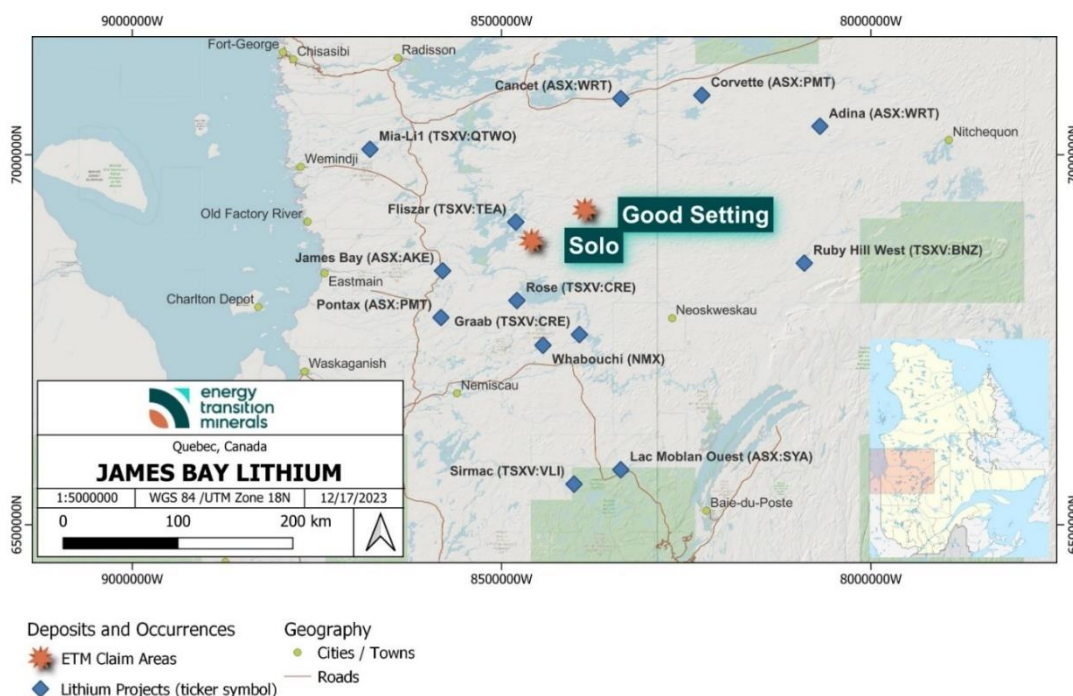 9000000W
8500000W
8000000W
Fort-George
Chisasibi
Radisson
Cancet (ASX:WRT)
Corvette (ASX:PMT)
Adina (ASX:WRT)
Nitchequon
Mia-Li1 (TSXV:QTWO)
7000000N
7000000N
Wemindji
Fliszar (TSXV:TEA)
Good Setting
Old Factory River
Solo
Ruby Hill West (TSXV:BNZ)
James Bay (ASX:AKE)
Eastmain
Rose (TSXV:CRE)
Charlton Depot
Pontax (ASX:PMT)
Neoskweskau
Graab (TSXV:CRE)
Whabouchi (NMX)
Waskaganish
Nemiscau
energy
transition
minerals
Quebec, Canada
JAMES BAY LITHIUM
1:5000000
WGS 84 /UTM Zone 18N
12/17/2023
0
100
200 km
Lac Moblan Ouest (ASX:SYA)
Sirmac (TSXV:VLI)
Baie-du-Poste
6500000N
6500000N
9000000W
8500000W
8000000W
Deposits and Occurrences
ETM Claim Areas
Lithium Projects (ticker symbol)
Geography
Cities / Towns
Roads